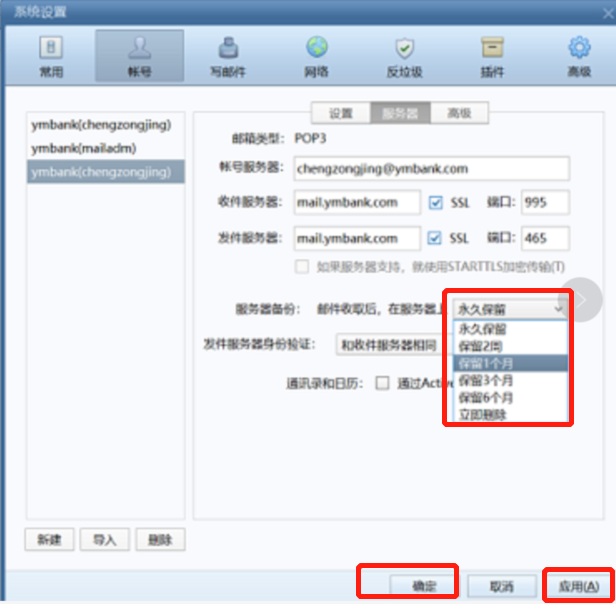 系统设置
常用 帐号 写邮件 网络 反垃圾 插件 高级
设置 服务器 高级
ymbank(chengzongjing)
ymbank(mailadm)
ymbank(chengzongjing)
邮箱类型: POP3
帐号服务器: chengzongjing@ymbank.com
收件服务器: mail.ymbank.com SSL 端口: 995
发件服务器: mail.ymbank.com SSL 端口: 465
如果服务器支持，就使用STARTTLS加密传输(T)
服务器备份: 邮件收取后，在服务器上 永久保留
永久保留
保留2周
保留1个月
保留3个月
保留6个月
立即删除
发件服务器身份验证: 和收件服务器相同
通讯录和日历: 通过Active
新建 导入 删除
确定 取消 应用(A)